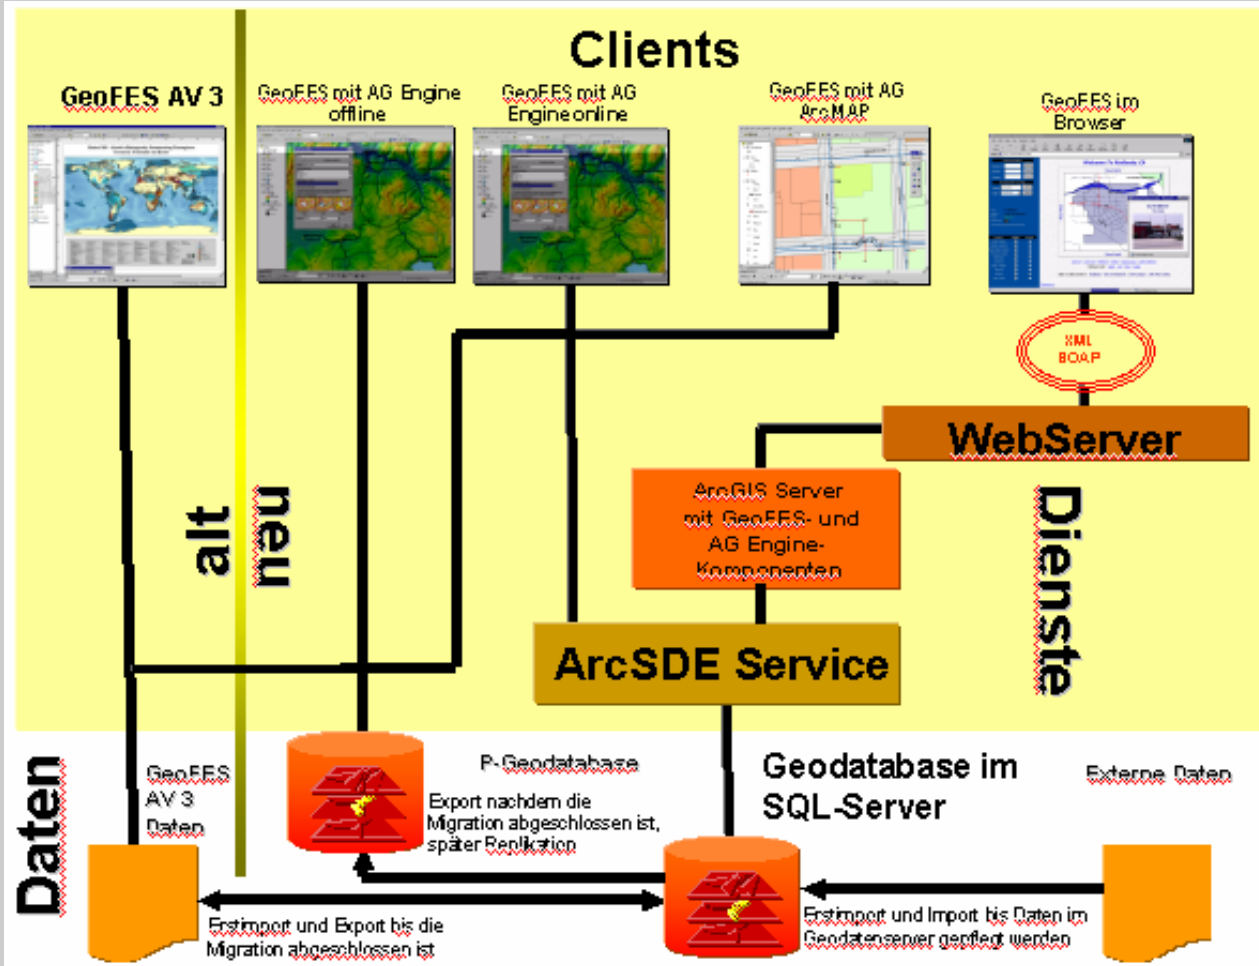 Clients
GeoFES AV 3
GeoFES mit AG Engine
offline
GeoFES mit AG
Engine online
GeoFES mit AG
ArcMAP
GeoFES im
Browser
XML
SOAP
WebServer
ArcGIS Server
mit GeoFES- und
AG Engine-
Komponenten
alt
neu
Dienste
ArcSDE Service
Daten
GeoFES
AV 3
Daten
P-Geodatabase
Export nachdem die
Migration abgeschlossen ist,
später Replikation
Geodatabase im
SQL-Server
Externe Daten
Erstimport und Export bis die
Migration abgeschlossen ist
Erstimport und Import bis Daten im
Geodatenserver gepflegt werden